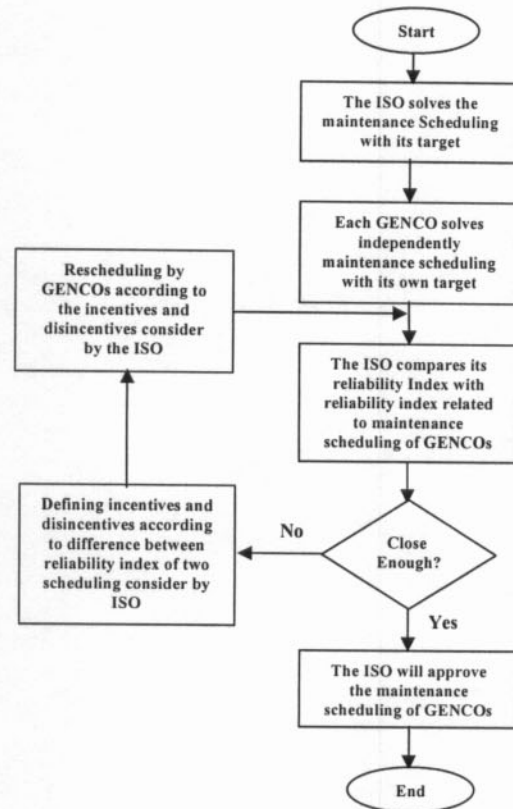 Start
The ISO solves the
maintenance Scheduling
with its target
Each GENCO solves
independently
maintenance scheduling
with its own target
Rescheduling by
GENCOs according to
the incentives and
disincentives consider
by the ISO
The ISO compares its
reliability Index with
reliability index related
to maintenance
scheduling of GENCOs
Defining incentives and
disincentives according
to difference between
reliability index of two
scheduling consider by
ISO
No
Close
Enough?
Yes
The ISO will approve
the maintenance
scheduling of GENCOs
End